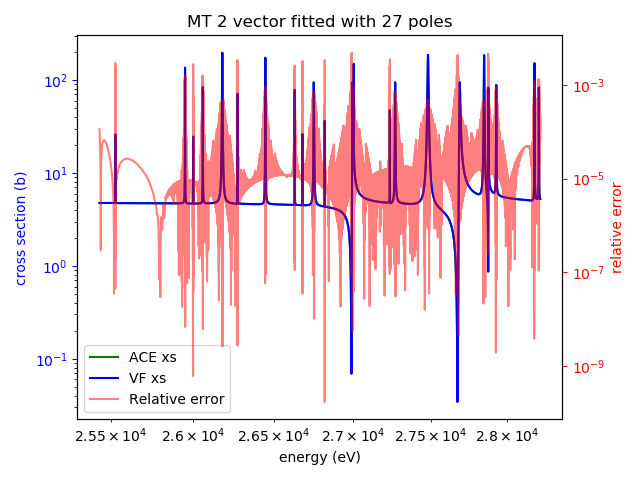 MT 2 vector fitted with 27 poles
cross section (b)
10²
10¹
10⁰
10⁻¹
relative error
10⁻³
10⁻⁵
10⁻⁷
10⁻⁹
ACE xs
VF xs
Relative error
2.55 × 10⁴ 2.6 × 10⁴ 2.65 × 10⁴ 2.7 × 10⁴ 2.75 × 10⁴ 2.8 × 10⁴
energy (eV)